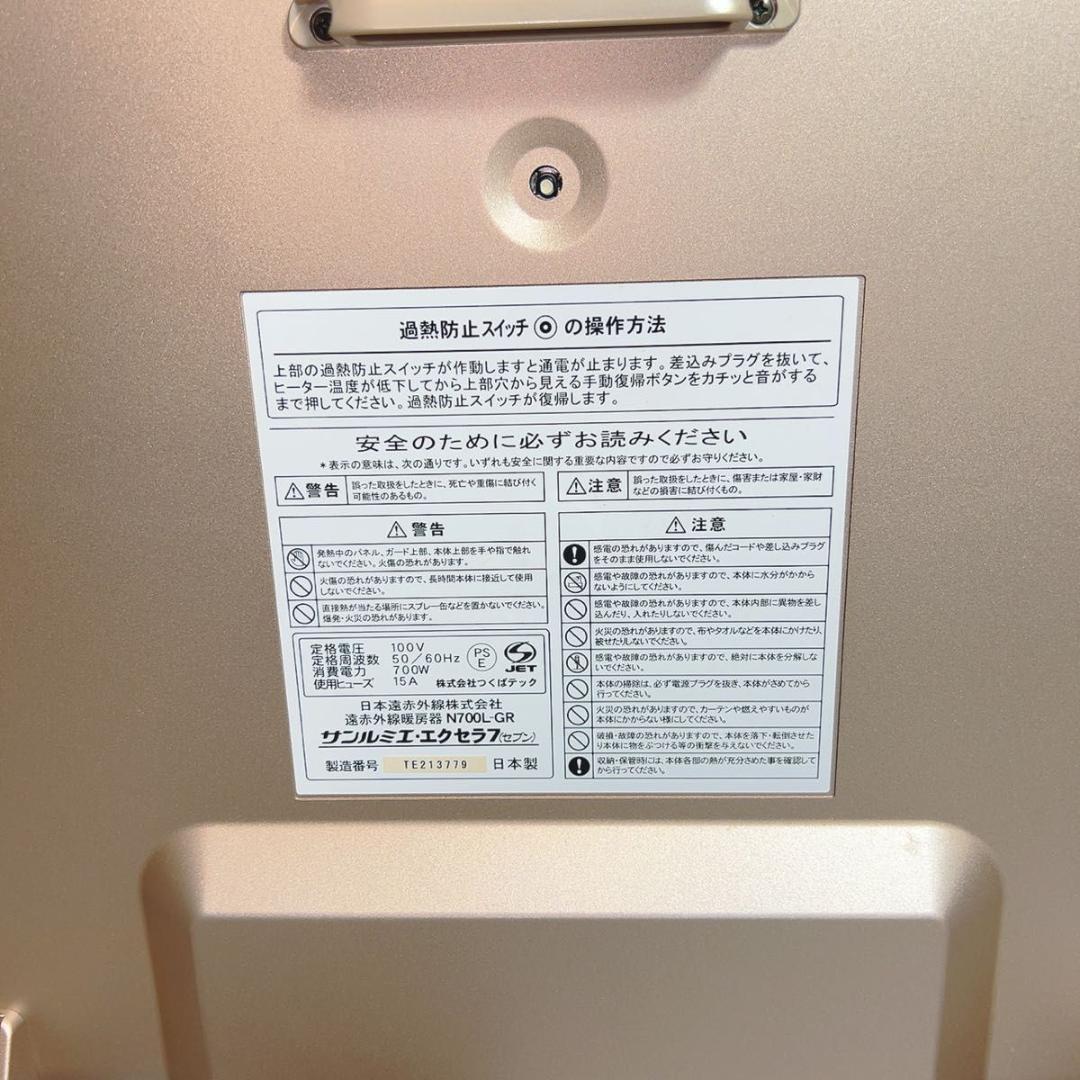 過熱防止スイッチ◎の操作方法
上部の過熱防止スイッチが作動しますと通電が止まります。差込みプラグを抜いて、
ヒーター温度が低下してから上部穴から見える手動復帰ボタンをカチッと音がする
まで押してください。過熱防止スイッチが復帰します。
安全のために必ずお読みください
*表示の意味は、次の通りです。いずれも安全に関する重要な内容ですので必ずお守りください。
⚠警告
誤った取扱をしたときに、死亡や重傷に結び付く
可能性のあるもの。
⚠注意
誤った取扱をしたときに、傷害または家屋・家財
などの損害に結び付くもの。
⚠警告
発熱中のパネル、ガード上部、本体上部を手や指で触れ
ないでください。火傷の恐れがあります。
火傷の恐れがありますので、長時間本体に接近して使用
しないでください。
直接熱が当たる場所にスプレー缶などを置かないでください。
爆発・火災の恐れがあります。
定格電圧 100V
定格周波数 50/60Hz
消費電力 700W
使用ヒューズ 15A
PS
E
S
JET
株式会社つくばテック
日本遠赤外線株式会社
遠赤外線暖房器 N700L-GR
サンルミエ・エクセラ7(セブン)
製造番号 TE213779 日本製
⚠注意
感電の恐れがありますので、傷んだコードや差し込みプラグ
をそのまま使用しないでください。
感電や故障の恐れがありますので、本体に水分がかから
ないようにしてください。
感電や故障の恐れがありますので、本体内部に異物を差し
込んだり、入れたりしないでください。
火災の恐れがありますので、布やタオルなどを本体にかけたり、
被せたりしないでください。
感電や故障の恐れがありますので、絶対に本体を分解しな
いでください。
本体の掃除は、必ず電源プラグを抜き、本体がさめてから
行ってください。
火災の恐れがありますので、カーテンや燃えやすいものが
本体にかからない様にしてください。
破損・故障の恐れがありますので、本体を落下・転倒させた
り本体に物をぶつける等の衝撃を与えないでください。
収納・保管時には、本体各部の熱が充分さめた事を確認して
から行ってください。